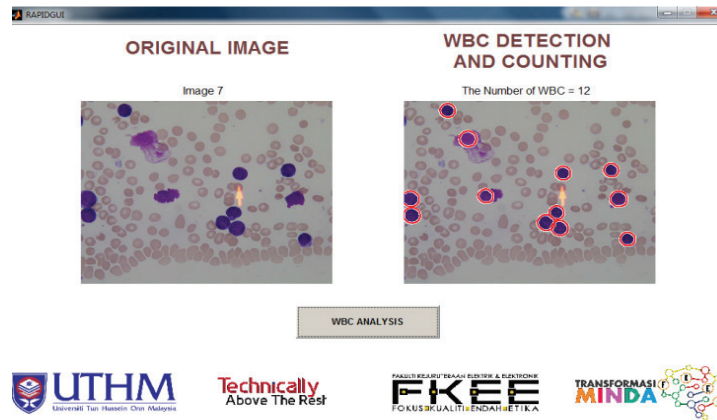 RAPIDGUI
ORIGINAL IMAGE
WBC DETECTION
AND COUNTING
Image 7
The Number of WBC = 12
WBC ANALYSIS
UTHM
Universiti Tun Hussein Onn Malaysia
Technically
Above The Rest
FAKULTI KEJURUTERAAN ELEKTRIK & ELEKTRONIK
FKEE
FOKUS KUALITI ENDAH ETIKA
TRANSFORMASI
MINDA